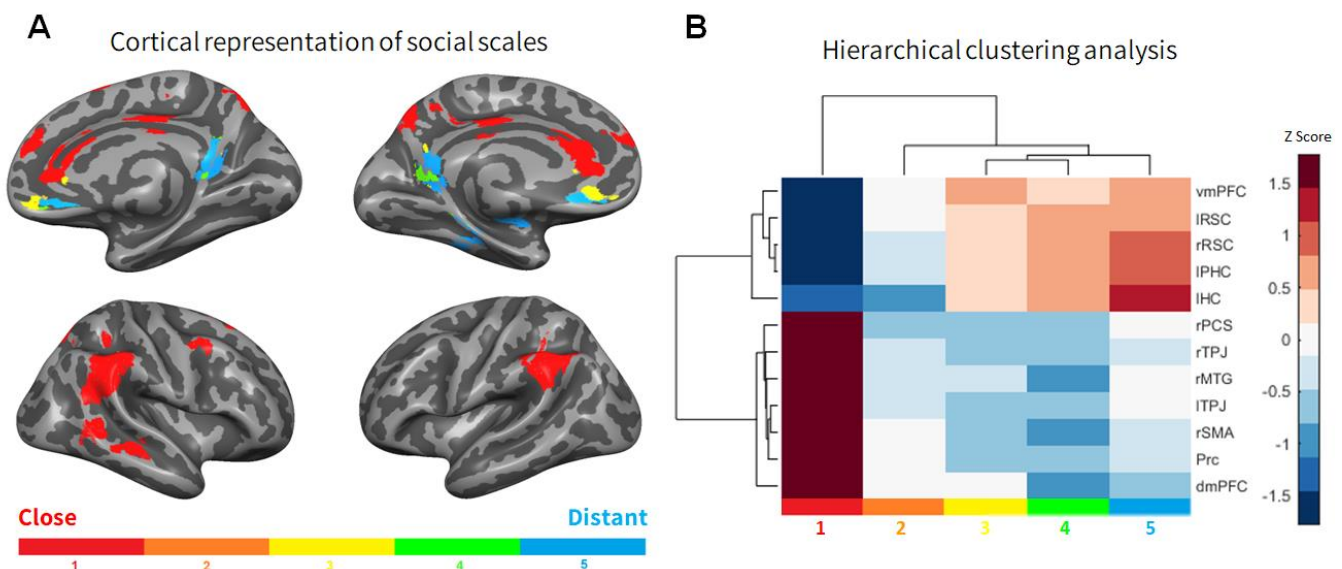 A
Cortical representation of social scales
Close
Distant
1 2 3 4 5
B
Hierarchical clustering analysis
vmPFC
lRSC
rRSC
lPHC
lHC
rPCS
rTPJ
rMTG
lTPJ
rSMA
Prc
dmPFC
1 2 3 4 5
Z Score
1.5
1
0.5
0
-0.5
-1
-1.5